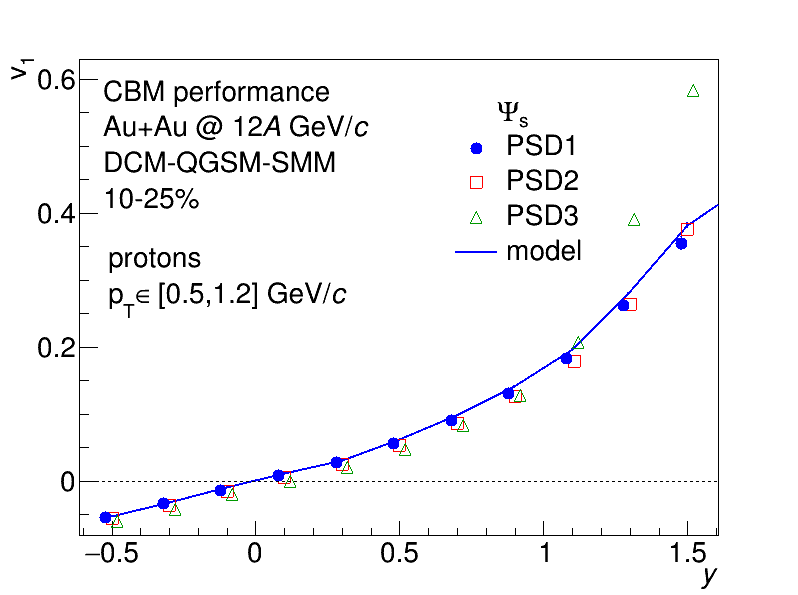 v1
0.6
0.4
0.2
0
CBM performance
Au+Au @ 12A GeV/c
DCM-QGSM-SMM
10-25%
protons
pT∈ [0.5,1.2] GeV/c
Ψs
PSD1
PSD2
PSD3
model
−0.5 0 0.5 1 1.5
y